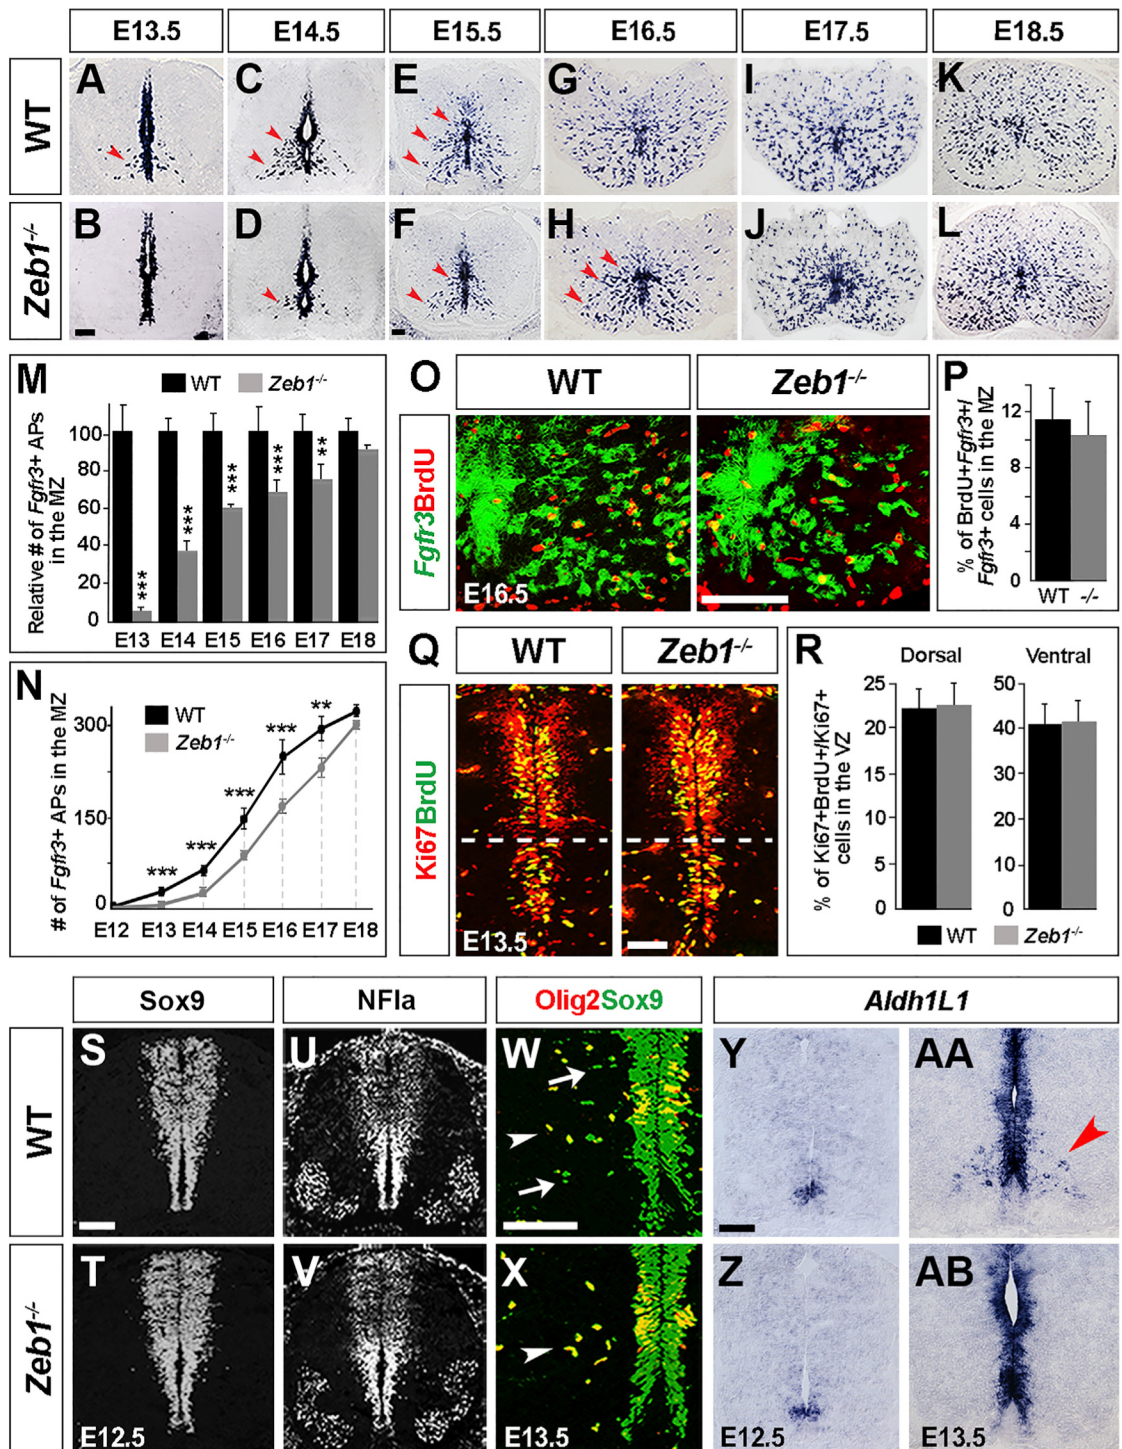 E13.5 E14.5 E15.5 E16.5 E17.5 E18.5
WT
A C E G I K
Zeb1-/-
B D F H J L
M
WT Zeb1-/-
Relative # of Fgfr3+ APs
in the MZ
100
80
60
40
20
0
*** *** *** *** **
E13 E14 E15 E16 E17 E18
N
WT
Zeb1-/-
# of Fgfr3+ APs in the MZ
300
150
0
*** *** *** *** **
E12 E13 E14 E15 E16 E17 E18
O
WT Zeb1-/-
Fgfr3BrdU
E16.5
P
% of BrdU+Fgfr3+/
Fgfr3+ cells in the MZ
12
8
4
0
WT -/-
Q
WT Zeb1-/-
Ki67BrdU
E13.5
R
Dorsal Ventral
% of Ki67+BrdU+/Ki67+
cells in the VZ
25
20
15
10
5
0
50
40
30
20
10
0
WT Zeb1-/-
Sox9 NFIa Olig2Sox9 Aldh1L1
WT
S U W Y AA
Zeb1-/-
T V X Z AB
E12.5 E13.5 E12.5 E13.5